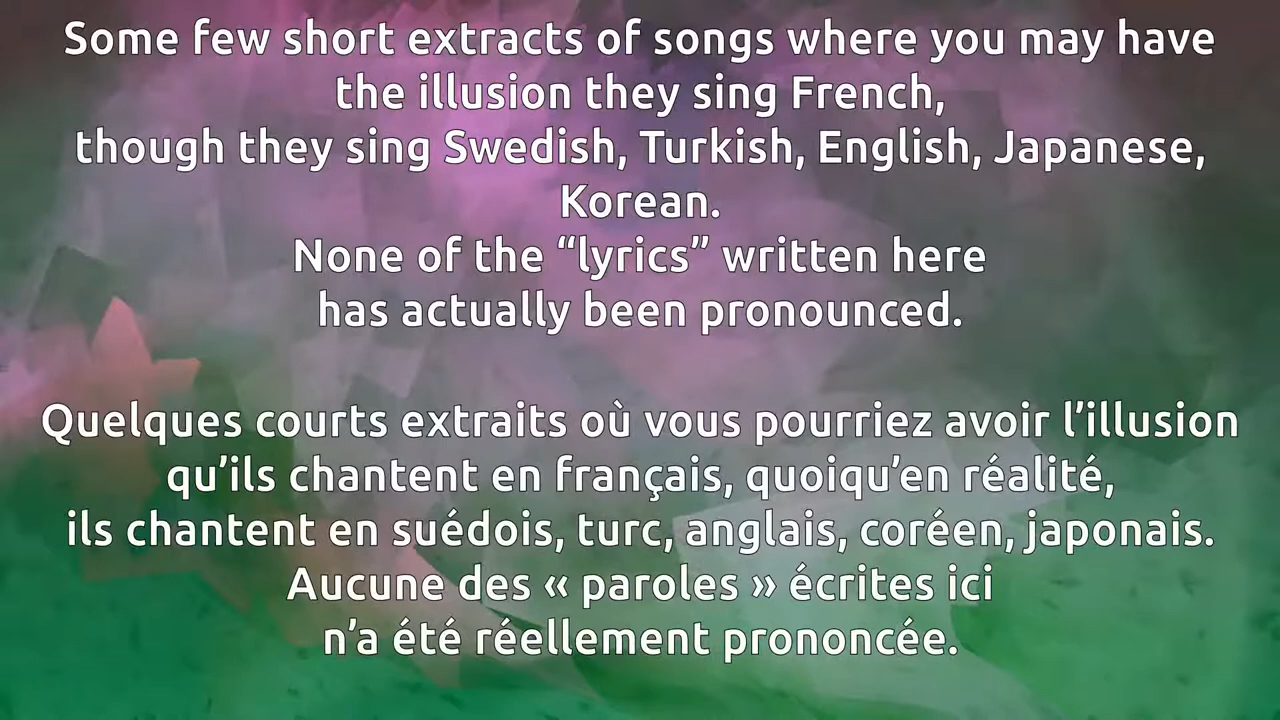 Some few short extracts of songs where you may have
the illusion they sing French,
though they sing Swedish, Turkish, English, Japanese,
Korean.
None of the “lyrics” written here
has actually been pronounced.
Quelques courts extraits où vous pourriez avoir l’illusion
qu’ils chantent en français, quoiqu’en réalité,
ils chantent en suédois, turc, anglais, coréen, japonais.
Aucune des « paroles » écrites ici
n’a été réellement prononcée.